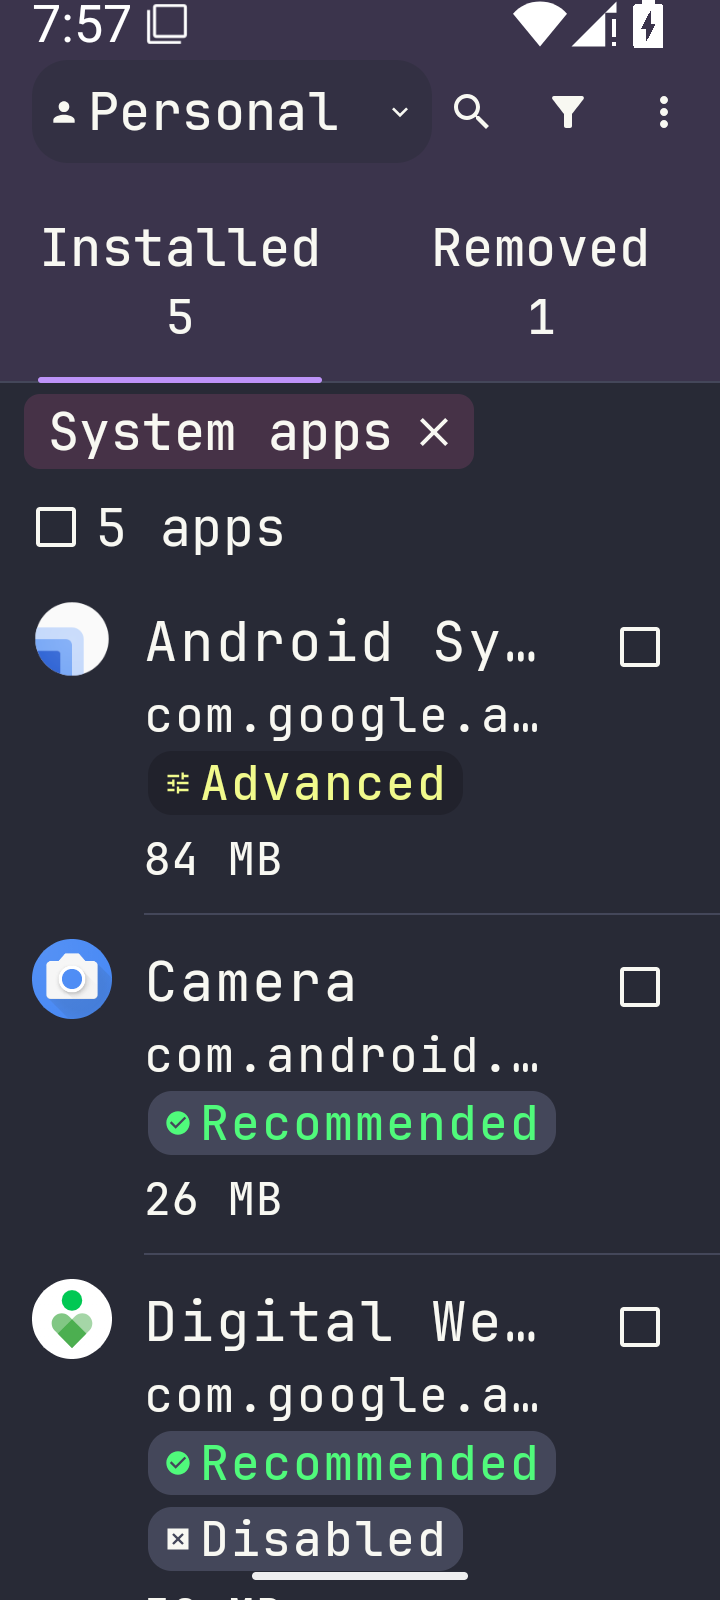 7:57
Personal
Installed
5
Removed
1
System apps
5 apps
Android Sy…
com.google.a…
Advanced
84 MB
Camera
com.android.…
Recommended
26 MB
Digital We…
com.google.a…
Recommended
Disabled